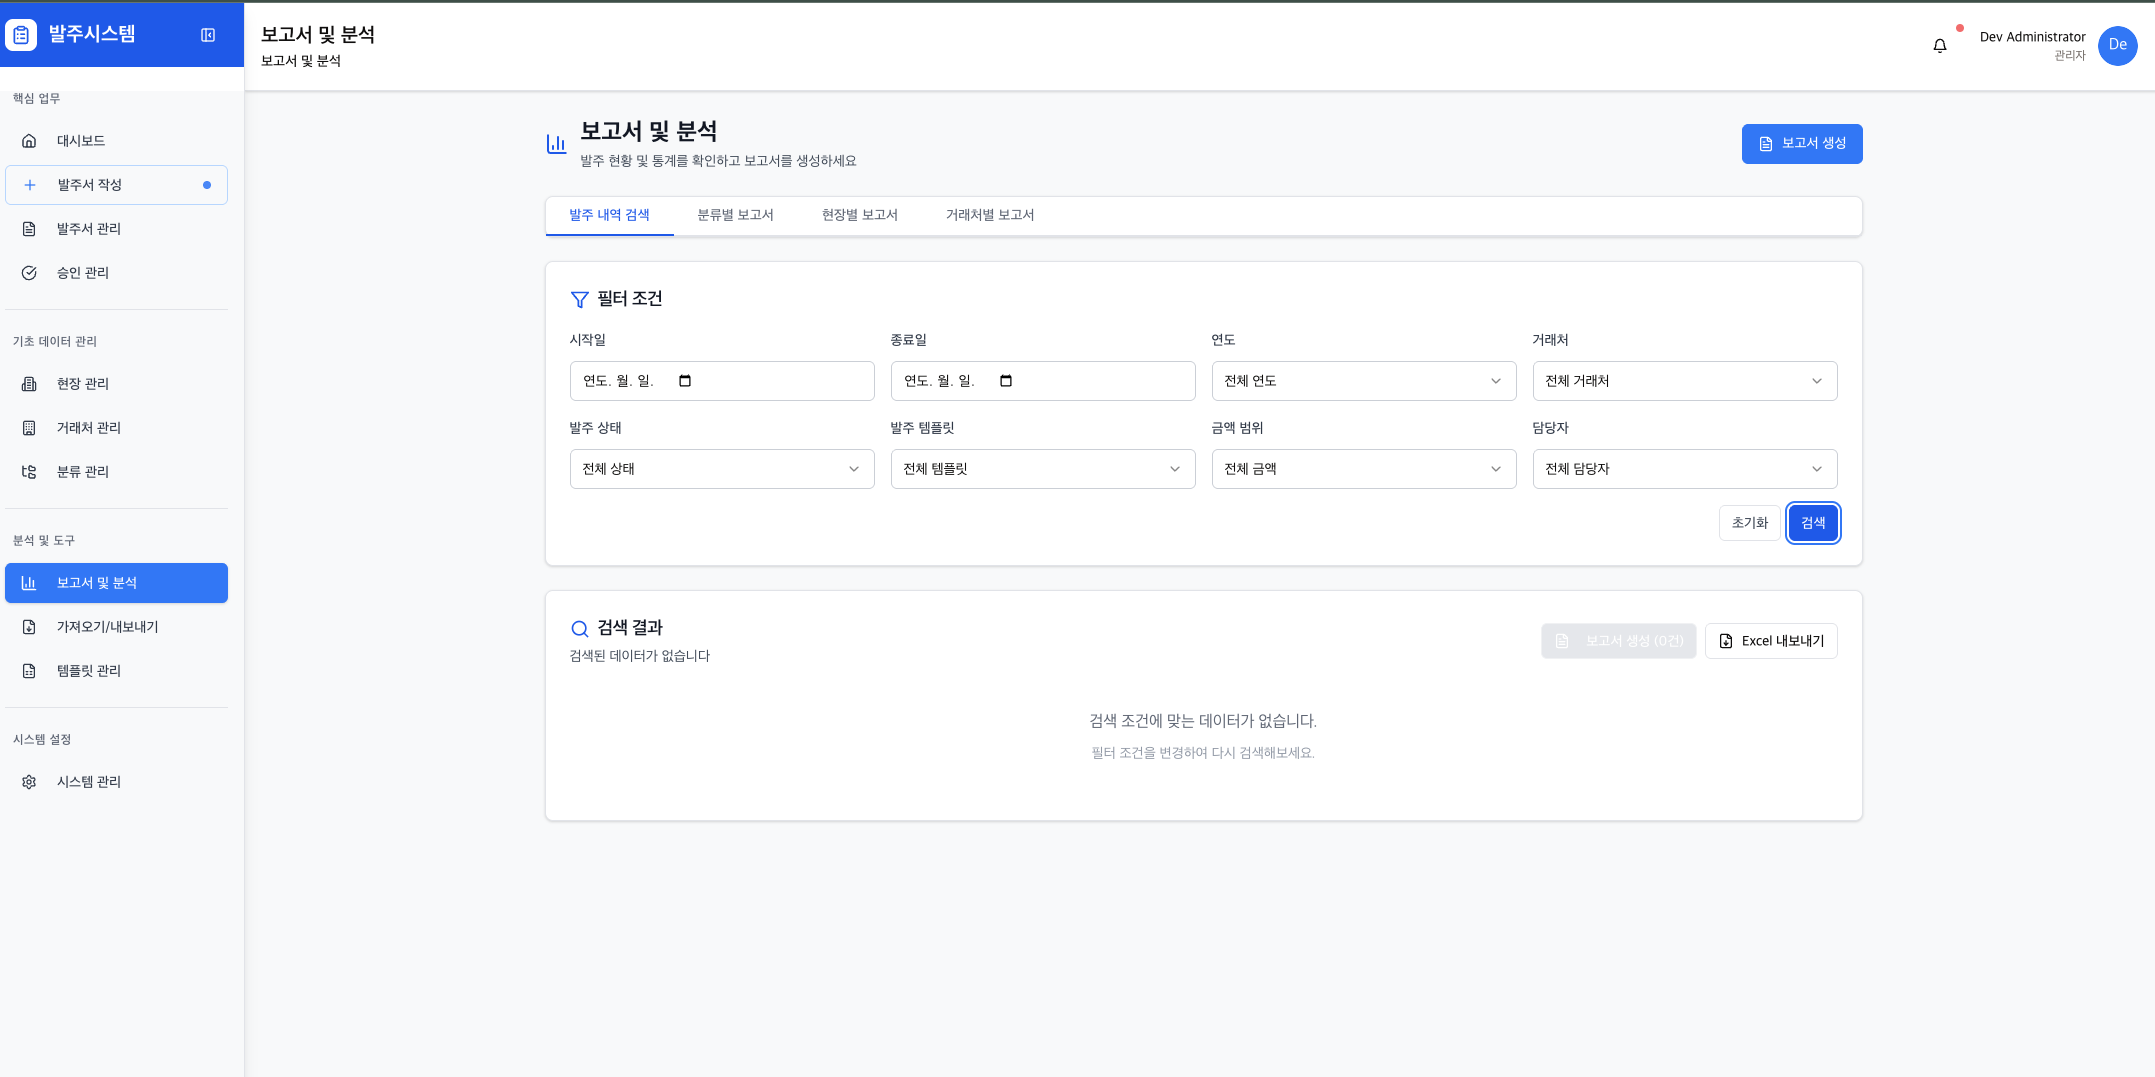 발주시스템
핵심 업무
대시보드
발주서 작성
발주서 관리
승인 관리
기초 데이터 관리
현장 관리
거래처 관리
분류 관리
분석 및 도구
보고서 및 분석
가져오기/내보내기
템플릿 관리
시스템 설정
시스템 관리
보고서 및 분석
보고서 및 분석
Dev Administrator
관리자
De
보고서 및 분석
발주 현황 및 통계를 확인하고 보고서를 생성하세요
보고서 생성
발주 내역 검색 분류별 보고서 현장별 보고서 거래처별 보고서
필터 조건
시작일 종료일 연도 거래처
연도. 월. 일. 연도. 월. 일. 전체 연도 전체 거래처
발주 상태 발주 템플릿 금액 범위 담당자
전체 상태 전체 템플릿 전체 금액 전체 담당자
초기화 검색
검색 결과
검색된 데이터가 없습니다
보고서 생성 (0건) Excel 내보내기
검색 조건에 맞는 데이터가 없습니다.
필터 조건을 변경하여 다시 검색해보세요.